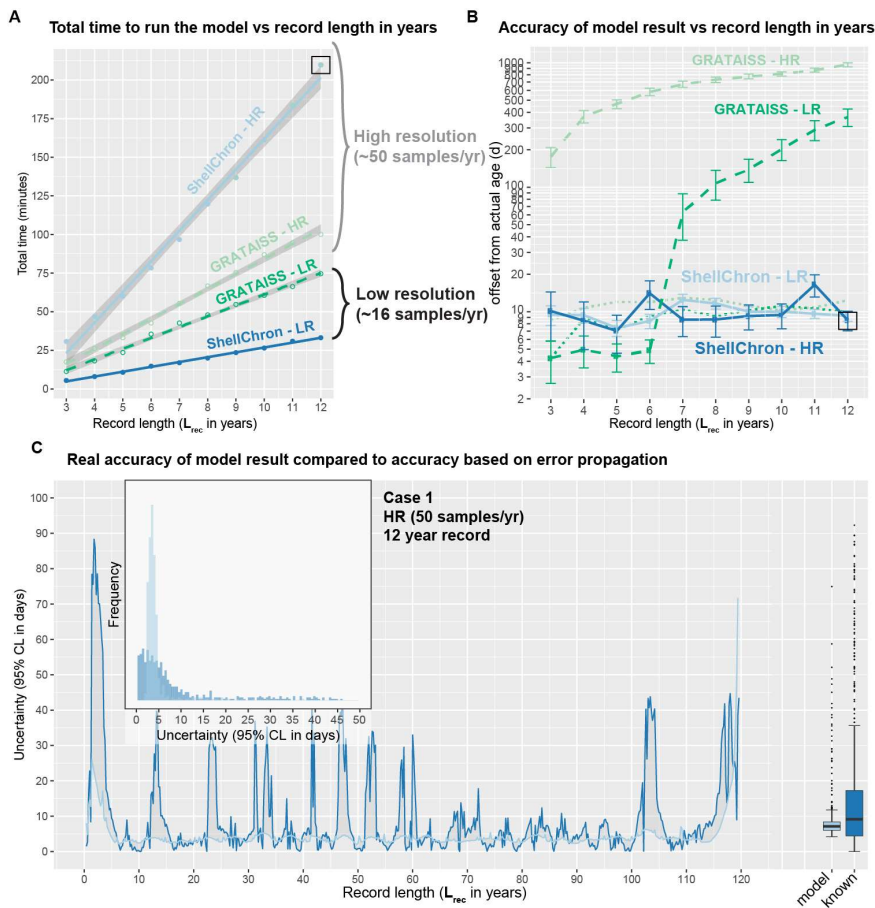 A
Total time to run the model vs record length in years
Total time (minutes)
200
175
150
125
100
75
50
25
0
ShellChron - HR
GRATAISS - HR
GRATAISS - LR
ShellChron - LR
High resolution
(~50 samples/yr)
Low resolution
(~16 samples/yr)
3 4 5 6 7 8 9 10 11 12
Record length (Lrec in years)
B
Accuracy of model result vs record length in years
offset from actual age (d)
1000
900
800
700
600
500
400
300
200
100
90
80
70
60
50
40
30
20
10
9
8
7
6
5
4
3
2
GRATAISS - HR
GRATAISS - LR
ShellChron - LR
ShellChron - HR
3 4 5 6 7 8 9 10 11 12
Record length (Lrec in years)
C
Real accuracy of model result compared to accuracy based on error propagation
Uncertainty (95% CL in days)
100
90
80
70
60
50
40
30
20
10
0
Frequency
0 5 10 15 20 25 30 35 40 45 50
Uncertainty (95% CL in days)
Case 1
HR (50 samples/yr)
12 year record
0 10 20 30 40 50 60 70 80 90 100 110 120
Record length (Lrec in years)
model
known